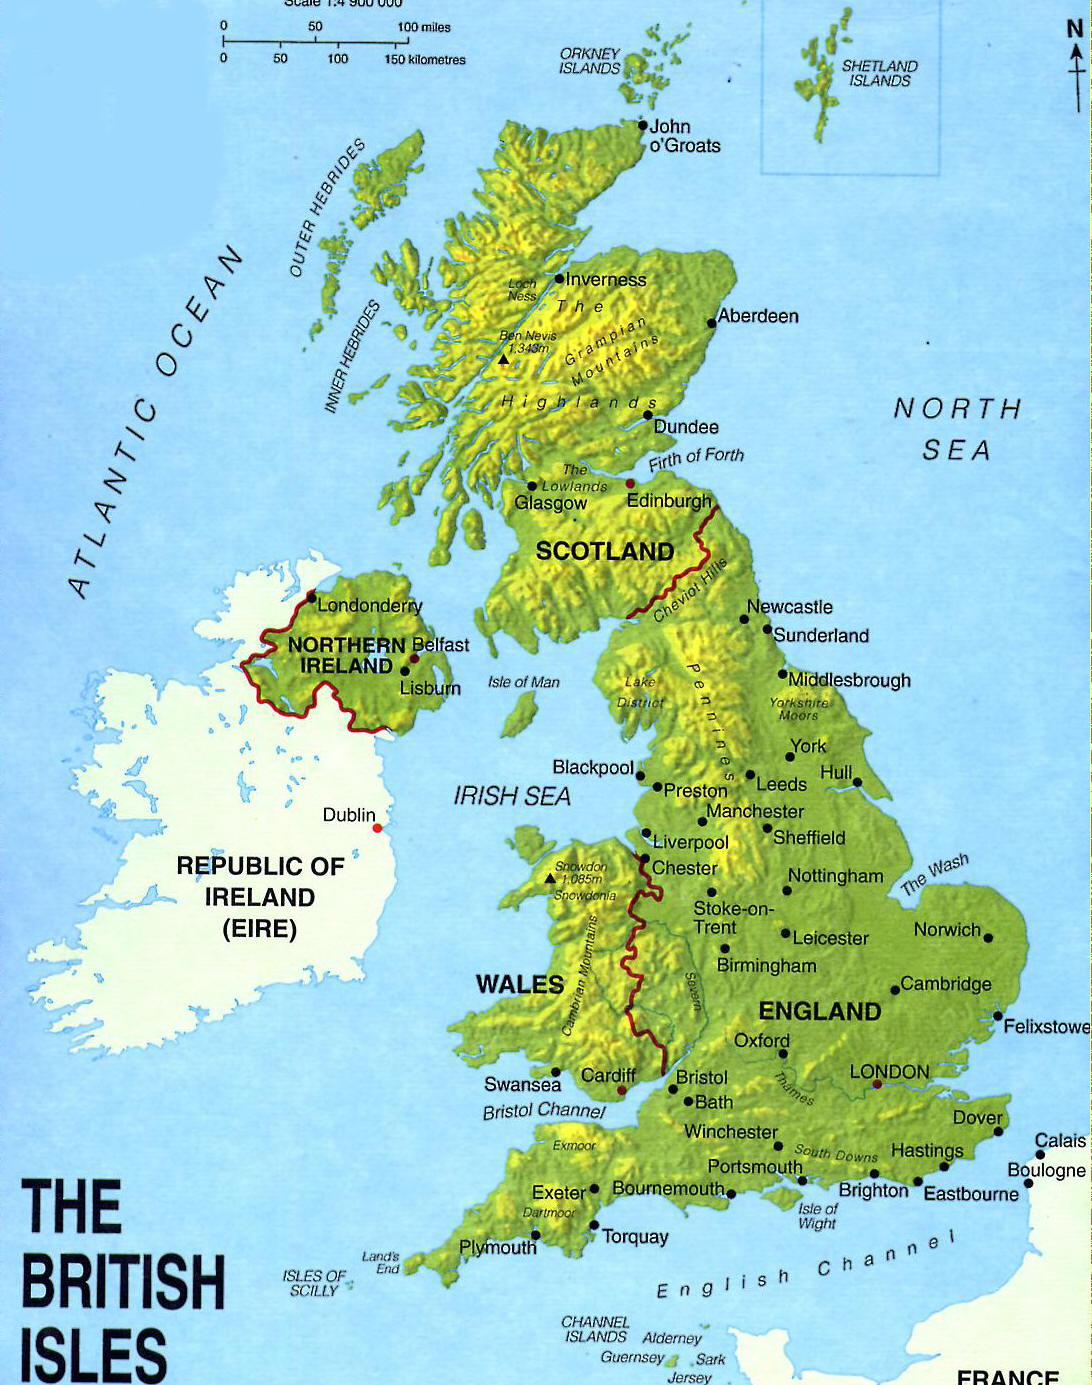 Scale 1:4 900 000
0 50 100 miles
0 50 100 150 kilometres
N
ORKNEY
ISLANDS
SHETLAND
ISLANDS
John
o'Groats
OUTER HEBRIDES
ATLANTIC OCEAN
INNER HEBRIDES
Loch
Ness
Inverness
The
Ben Nevis
1,343m
Grampian
Mountains
Aberdeen
Highlands
Dundee
NORTH
SEA
Firth of Forth
The
Lowlands
Glasgow
Edinburgh
SCOTLAND
Cheviot Hills
Londonderry
NORTHERN
IRELAND
Belfast
Lisburn
Newcastle
Sunderland
Isle of Man
Lake
District
Pennines
Middlesbrough
Yorkshire
Moors
York
Blackpool
Preston
Leeds
Hull
IRISH SEA
Manchester
Dublin
Liverpool
Sheffield
REPUBLIC OF
IRELAND
(EIRE)
Snowdon
1,085m
Snowdonia
Chester
Nottingham
The Wash
Stoke-on-
Trent
Leicester
Norwich
Birmingham
Cambrian Mountains
WALES
Severn
Cambridge
ENGLAND
Felixstowe
Oxford
Thames
LONDON
Swansea
Cardiff
Bristol
Bath
Bristol Channel
Dover
Winchester
South Downs
Hastings
Calais
Exmoor
Portsmouth
Boulogne
Exeter
Bournemouth
Brighton
Eastbourne
Dartmoor
Isle of
Wight
Plymouth
Torquay
Land's
End
ISLES OF
SCILLY
English Channel
THE
BRITISH
ISLES
CHANNEL
ISLANDS
Alderney
Guernsey
Sark
Jersey
FRANCE